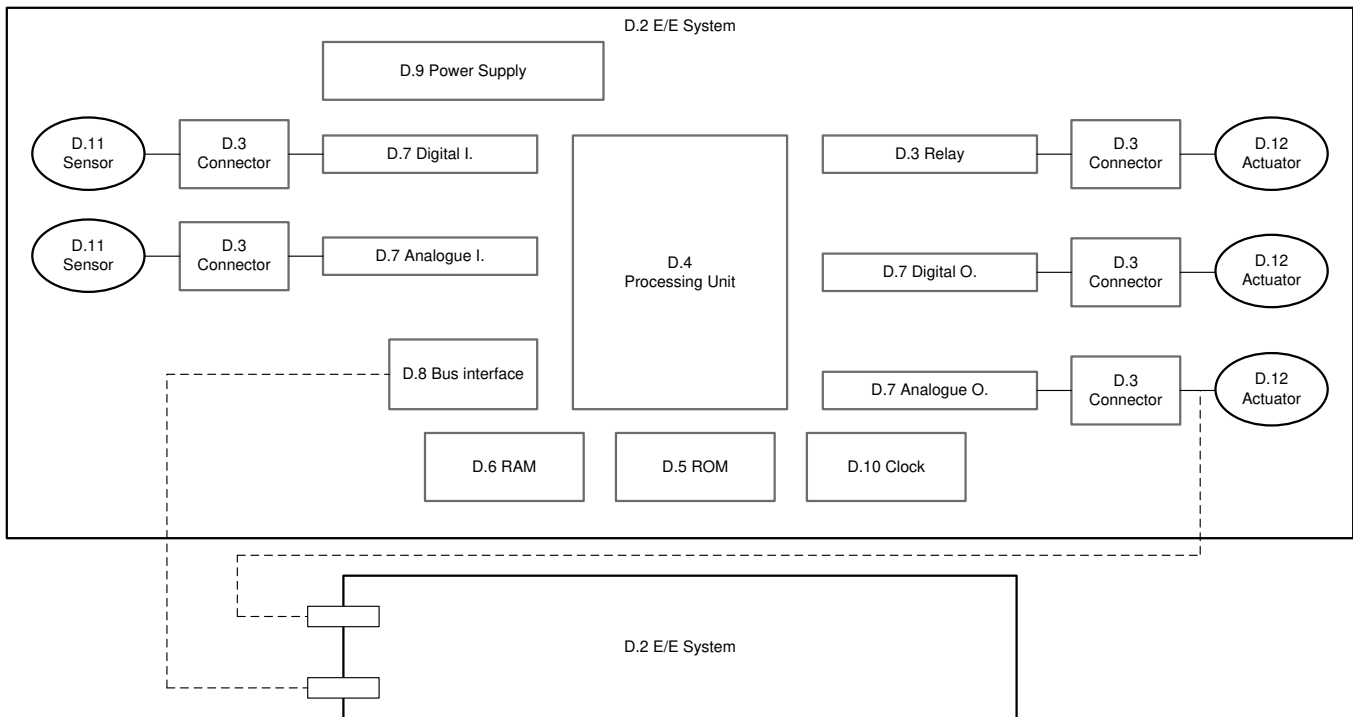 D.2 E/E System
D.9 Power Supply
D.11
Sensor
D.3
Connector
D.7 Digital I.
D.3 Relay
D.3
Connector
D.12
Actuator
D.11
Sensor
D.3
Connector
D.7 Analogue I.
D.4
Processing Unit
D.7 Digital O.
D.3
Connector
D.12
Actuator
D.8 Bus interface
D.7 Analogue O.
D.3
Connector
D.12
Actuator
D.6 RAM
D.5 ROM
D.10 Clock
D.2 E/E System